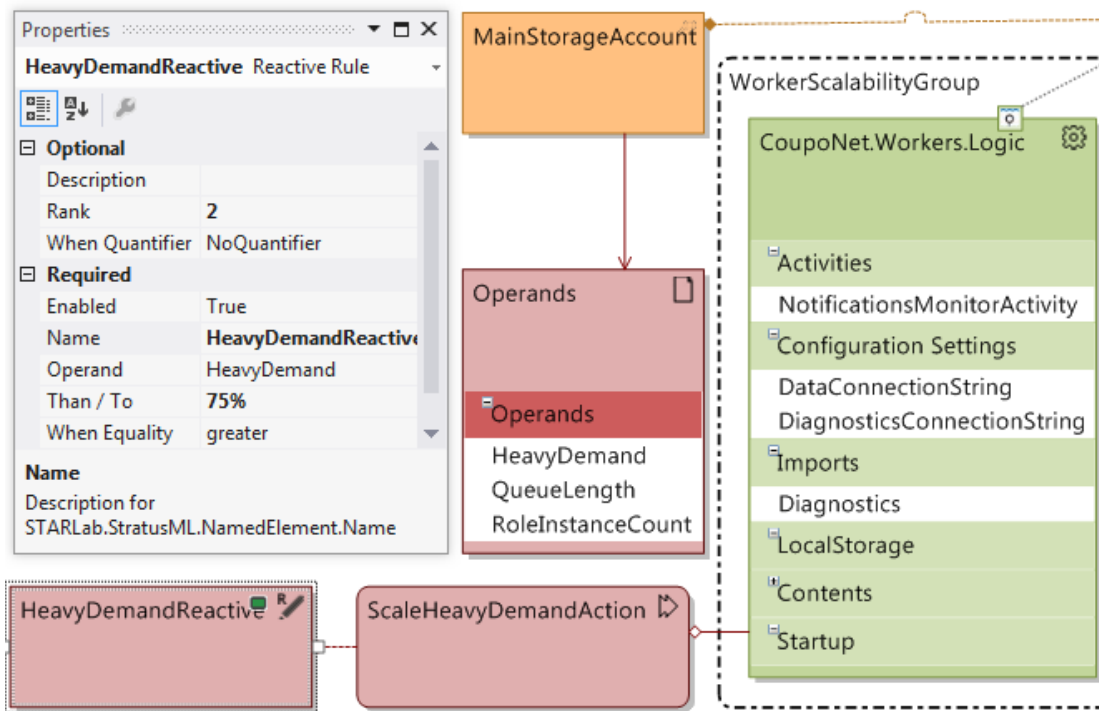 Properties
HeavyDemandReactive Reactive Rule
Optional
Description
Rank 2
When Quantifier NoQuantifier
Required
Enabled True
Name HeavyDemandReactive
Operand HeavyDemand
Than / To 75%
When Equality greater
Name
Description for
STARLab.StratusML.NamedElement.Name
MainStorageAccount
Operands
Operands
HeavyDemand
QueueLength
RoleInstanceCount
WorkerScalabilityGroup
CoupoNet.Workers.Logic
Activities
NotificationsMonitorActivity
Configuration Settings
DataConnectionString
DiagnosticsConnectionString
Imports
Diagnostics
LocalStorage
Contents
Startup
HeavyDemandReactive R
ScaleHeavyDemandAction